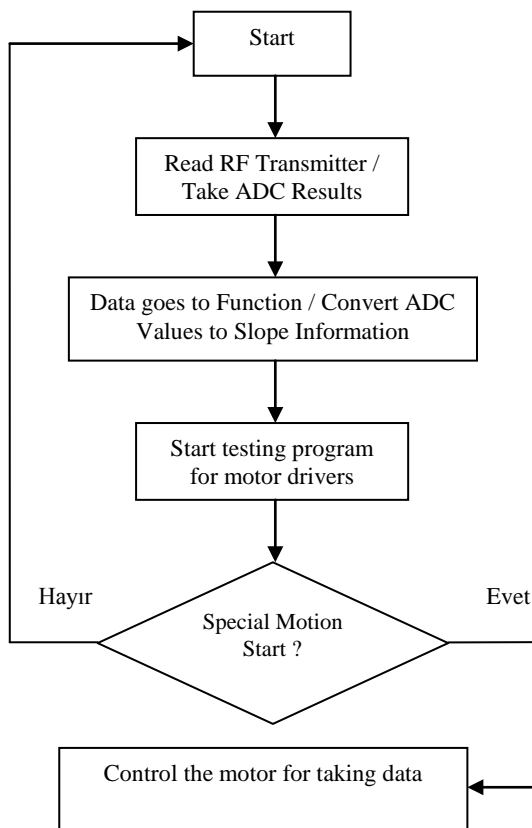 Start
Read RF Transmitter /
Take ADC Results
Data goes to Function / Convert ADC
Values to Slope Information
Start testing program
for motor drivers
Hayır
Evet
Special Motion
Start ?
Control the motor for taking data